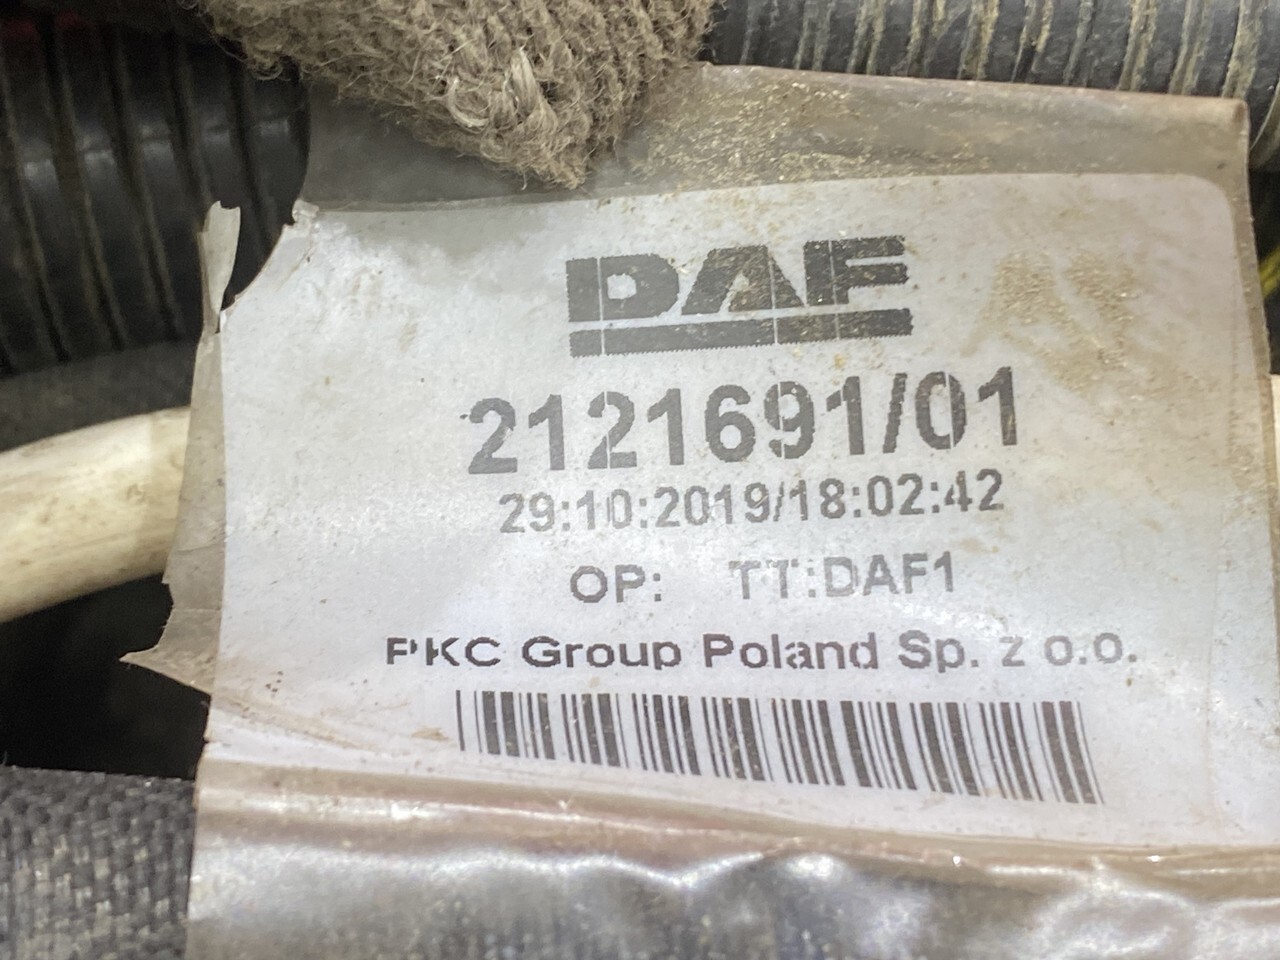 DAF
2121691/01
29:10:2019/18:02:42
OP: TT:DAF1
PKC Group Poland Sp. z o.o.